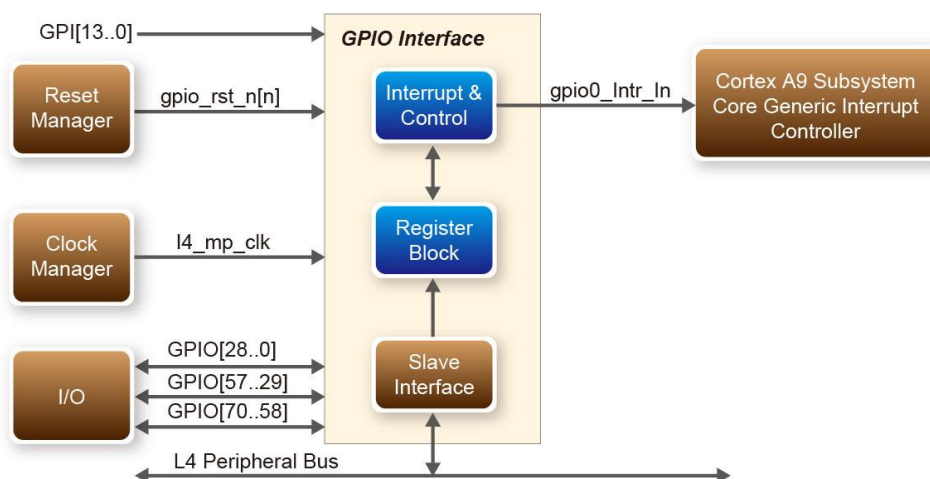 GPI[13..0]
GPIO Interface
Reset
Manager
gpio_rst_n[n]
Interrupt &
Control
gpio0_Intr_In
Cortex A9 Subsystem
Core Generic Interrupt
Controller
Clock
Manager
l4_mp_clk
Register
Block
I/O
GPIO[28..0]
GPIO[57..29]
GPIO[70..58]
Slave
Interface
L4 Peripheral Bus